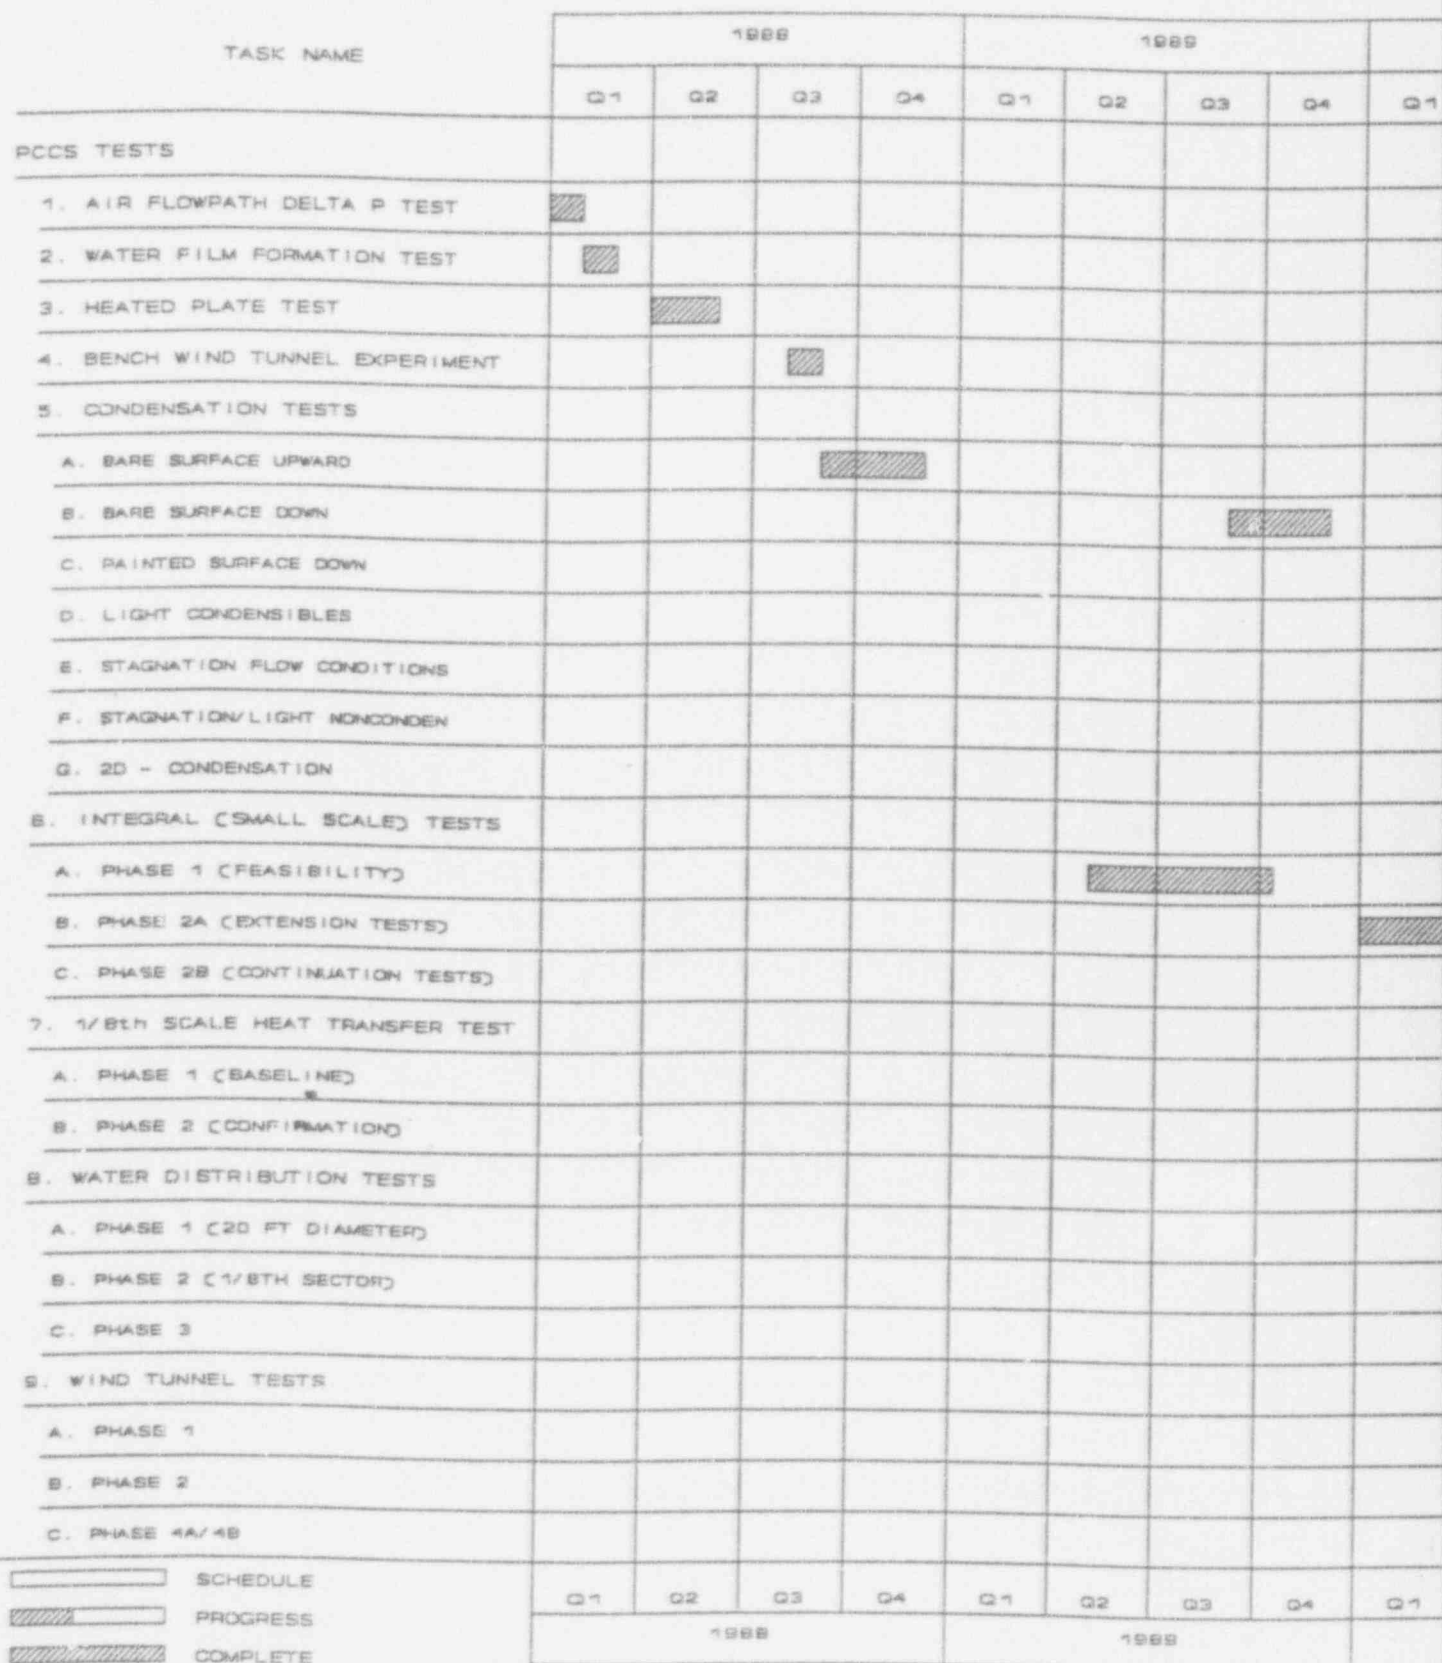 1988 1989
TASK NAME
Q1 Q2 Q3 Q4 Q1 Q2 Q3 Q4 Q1
PCCS TESTS
1. AIR FLOWPATH DELTA P TEST
2. WATER FILM FORMATION TEST
3. HEATED PLATE TEST
4. BENCH WIND TUNNEL EXPERIMENT
5. CONDENSATION TESTS
A. BARE SURFACE UPWARD
B. BARE SURFACE DOWN
C. PAINTED SURFACE DOWN
D. LIGHT CONDENSIBLES
E. STAGNATION FLOW CONDITIONS
F. STAGNATION/LIGHT NONCONDEN
G. 2D - CONDENSATION
6. INTEGRAL (SMALL SCALE) TESTS
A. PHASE 1 (FEASIBILITY)
B. PHASE 2A (EXTENSION TESTS)
C. PHASE 2B (CONTINUATION TESTS)
7. 1/8th SCALE HEAT TRANSFER TEST
A. PHASE 1 (BASELINE)
B. PHASE 2 (CONFIRMATION)
8. WATER DISTRIBUTION TESTS
A. PHASE 1 (20 FT DIAMETER)
B. PHASE 2 (1/8TH SECTOR)
C. PHASE 3
9. WIND TUNNEL TESTS
A. PHASE 1
B. PHASE 2
C. PHASE 4A/4B
SCHEDULE
Q1 Q2 Q3 Q4 Q1 Q2 Q3 Q4 Q1
PROGRESS
1988 1989
COMPLETE